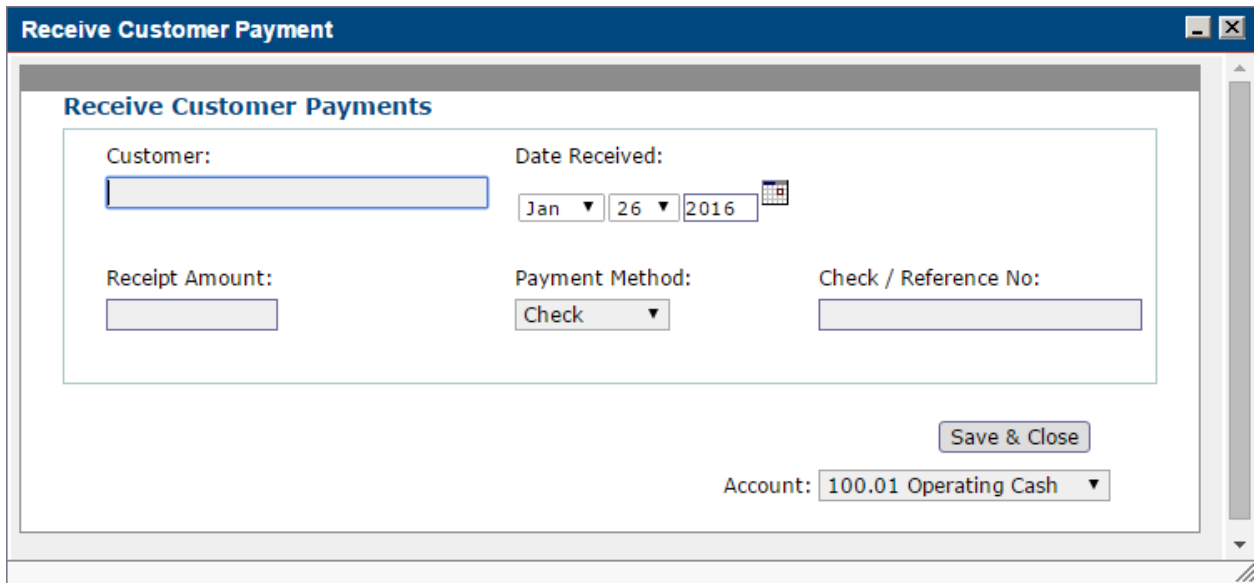 Receive Customer Payment
Receive Customer Payments
Customer: Date Received:
Jan 26 2016
Receipt Amount: Payment Method: Check / Reference No:
Check
Save & Close
Account: 100.01 Operating Cash